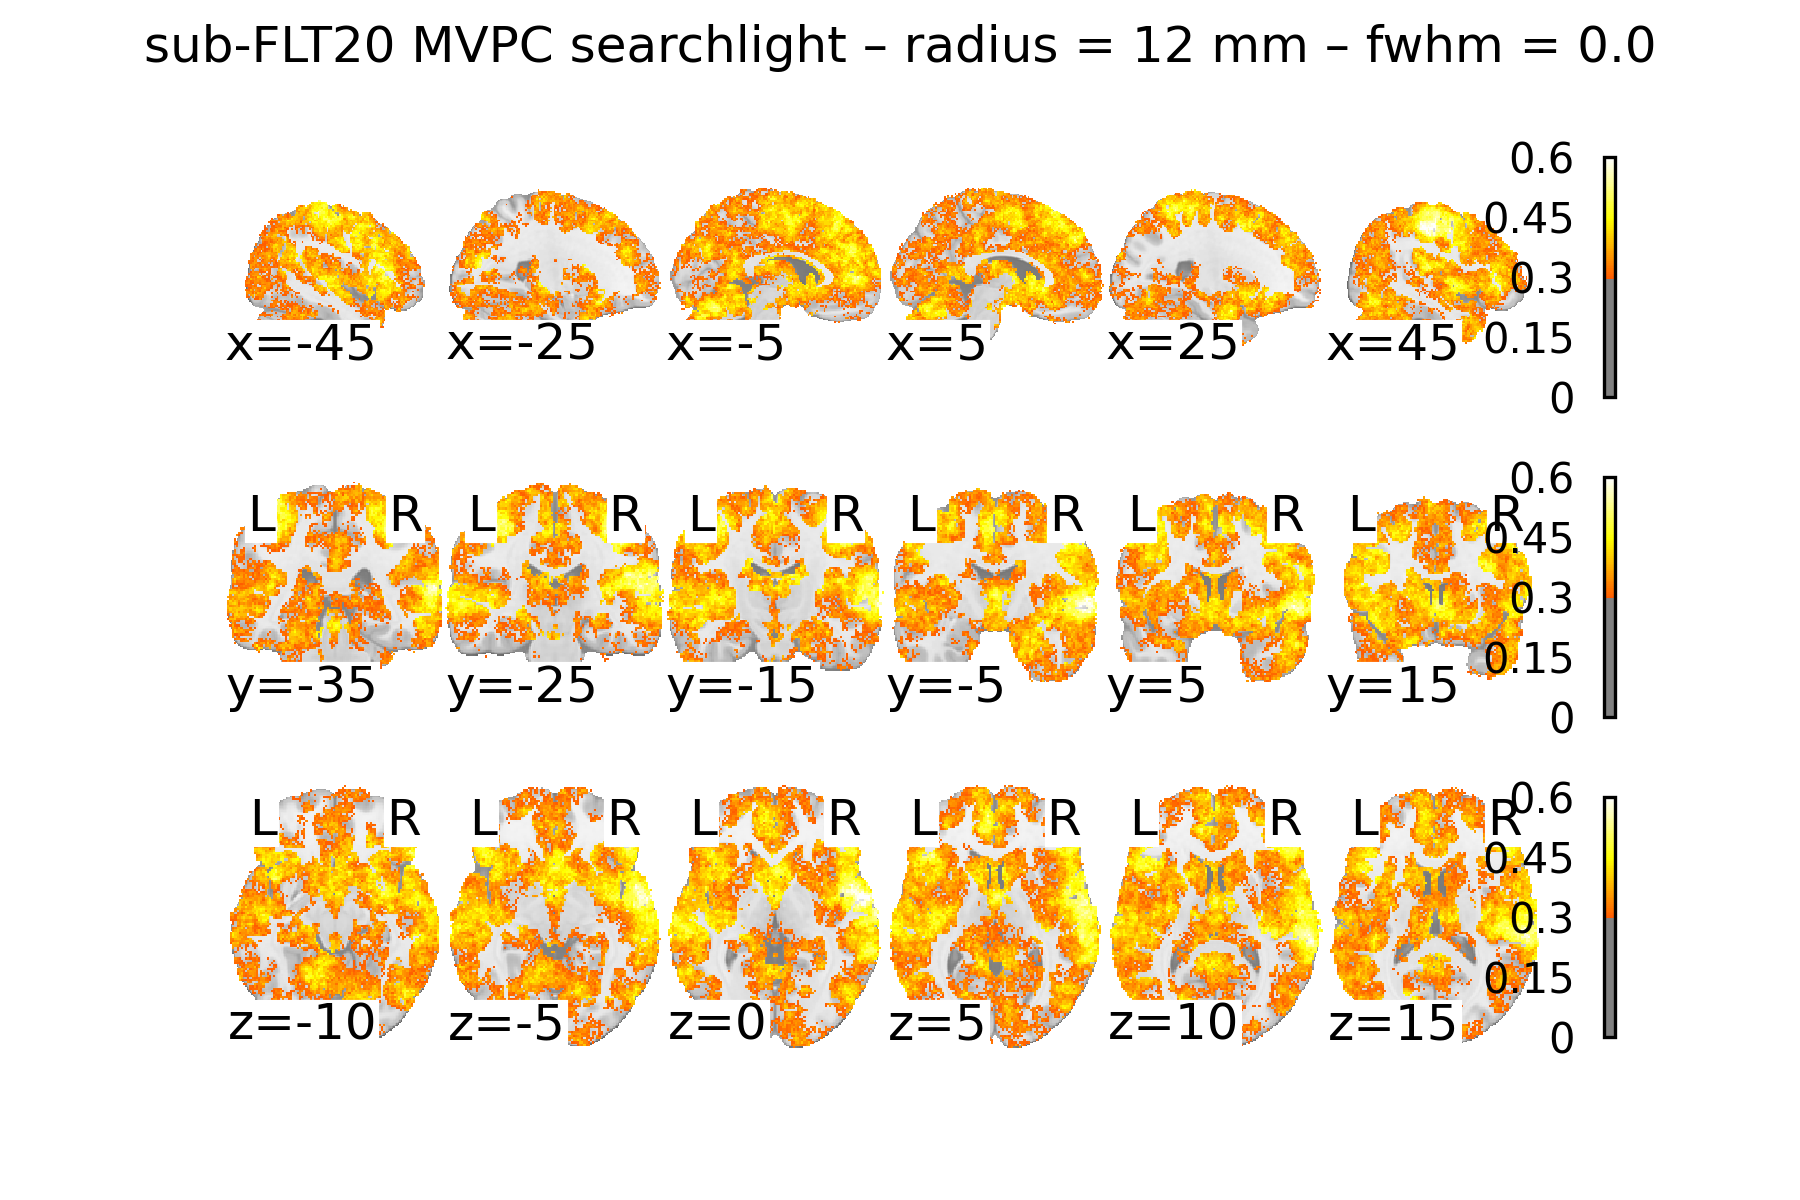 sub-FLT20 MVPC searchlight – radius = 12 mm – fwhm = 0.0
0.6
0.45
0.3
0.15
0
x=-45 x=-25 x=-5 x=5 x=25 x=45
L R L R L R L R L R L R
0.6
0.45
0.3
0.15
0
y=-35 y=-25 y=-15 y=-5 y=5 y=15
L R L R L R L R L R L R
0.6
0.45
0.3
0.15
0
z=-10 z=-5 z=0 z=5 z=10 z=15